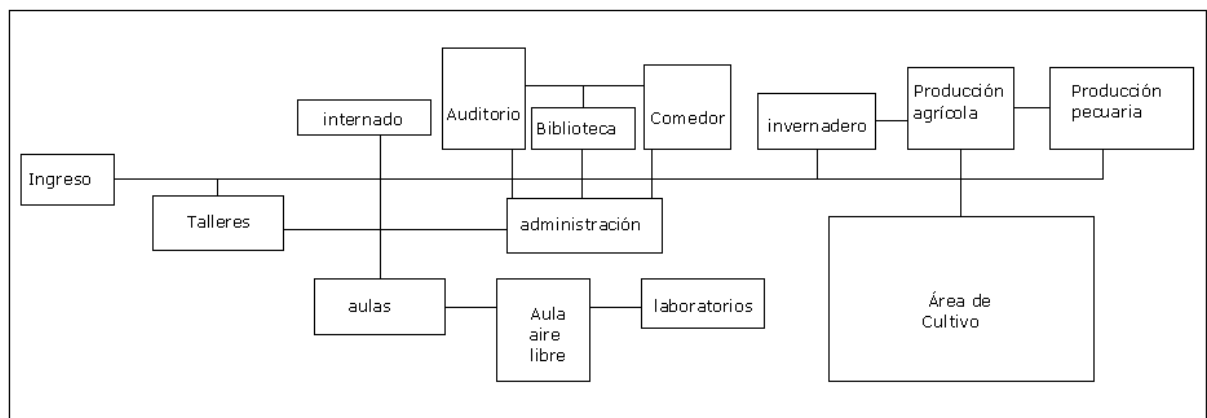 Ingreso
Talleres
internado
Auditorio
Biblioteca
Comedor
administración
aulas
Aula
aire
libre
laboratorios
invernadero
Producción
agrícola
Producción
pecuaria
Área de
Cultivo